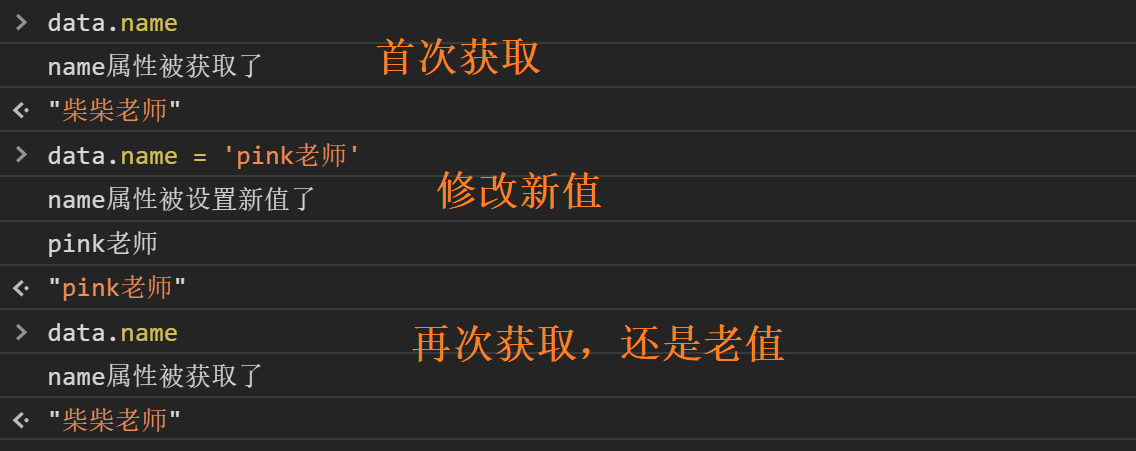 > data.name
name属性被获取了
首次获取
"柴柴老师"
> data.name = 'pink老师'
name属性被设置新值了
修改新值
pink老师
"pink老师"
> data.name
再次获取，还是老值
name属性被获取了
"柴柴老师"